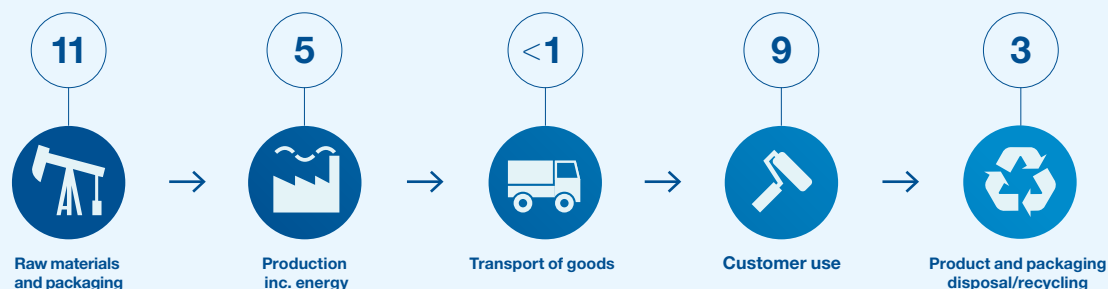 11
5
<1
9
3
Raw materials
and packaging
Production
inc. energy
Transport of goods
Customer use
Product and packaging
disposal/recycling